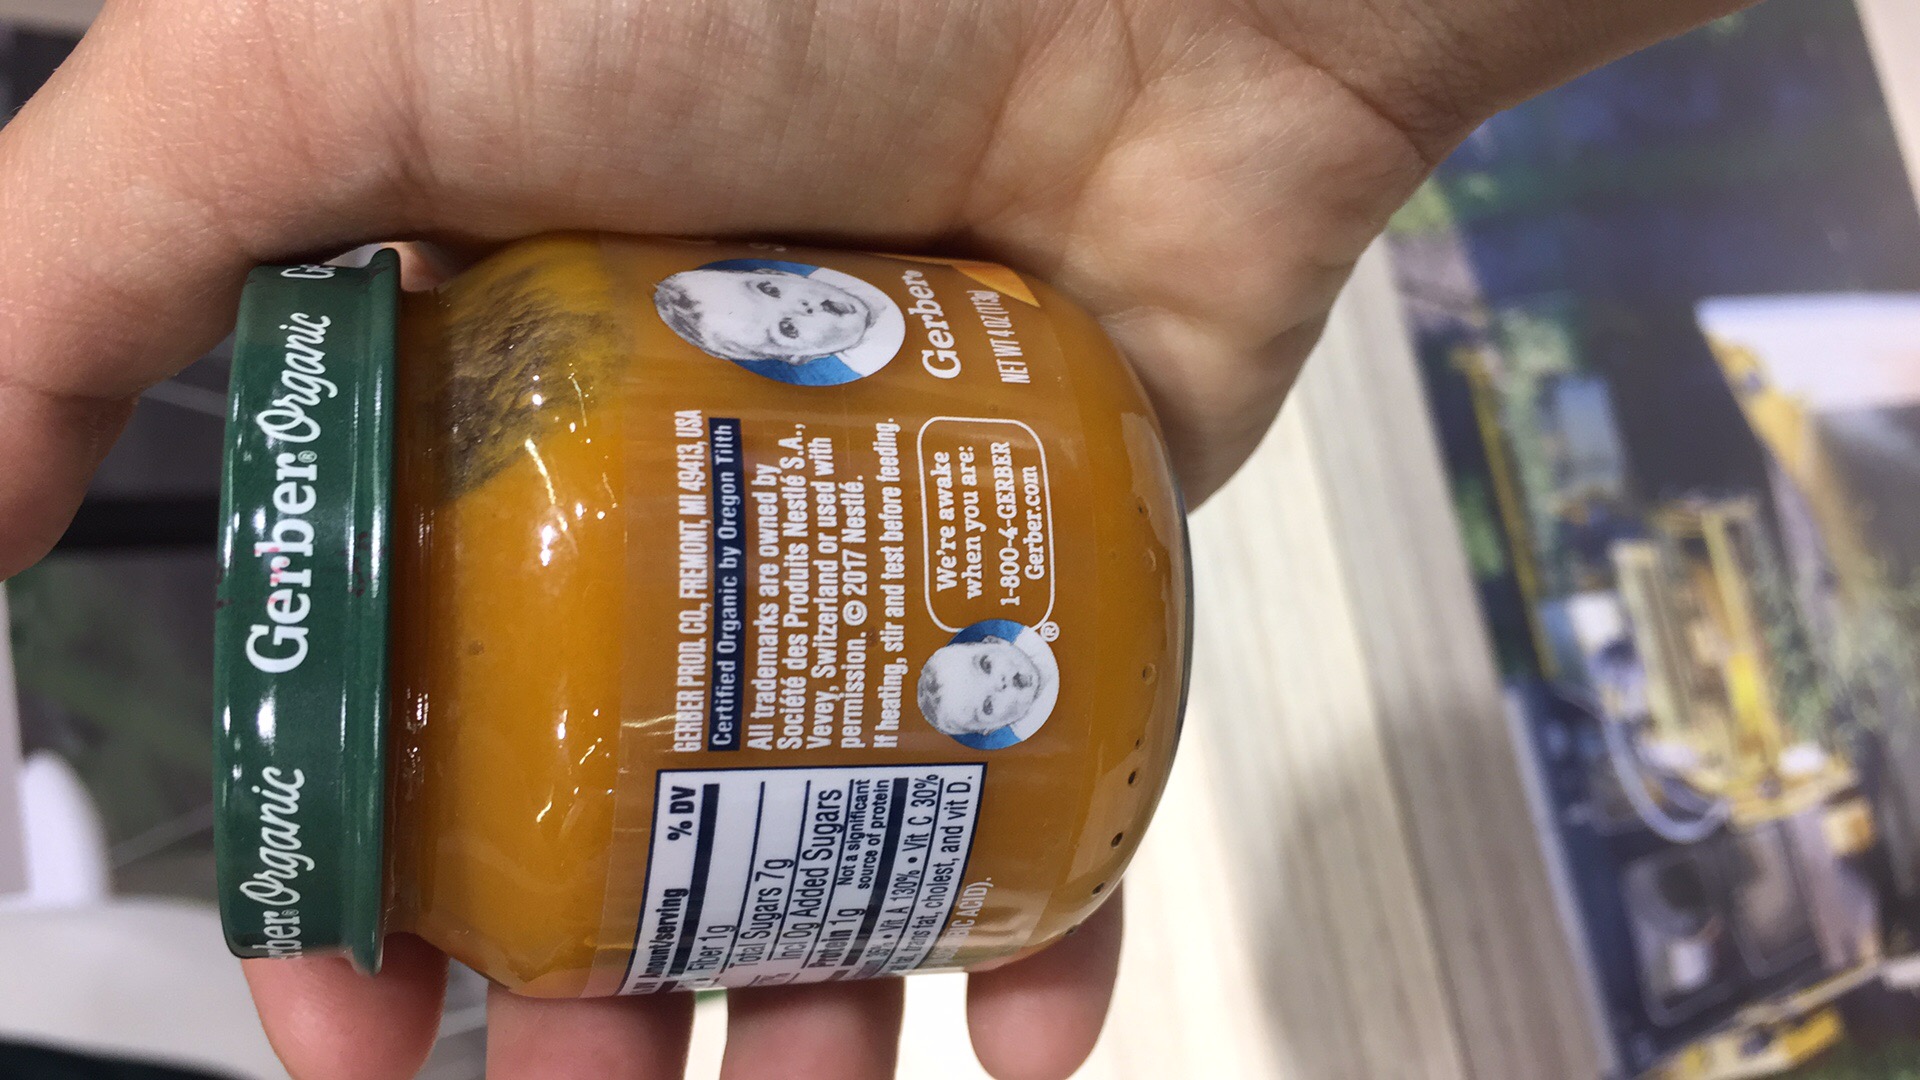 Gerber® Organic
Organic
Gerber®
NET WT 4 OZ (113g)
GERBER PROD. CO., FREMONT, MI 49413, USA
Certified Organic by Oregon Tilth
All trademarks are owned by
Société des Produits Nestlé S.A.,
Vevey, Switzerland or used with
permission. © 2017 Nestlé.
If heating, stir and test before feeding.
We're awake
when you are:
1-800-4-GERBER
Gerber.com
®
Amount/serving % DV
Fiber 1g
Total Sugars 7g
Incl 0g Added Sugars
Protein 1g Not a significant
source of protein
• Vit A 130% • Vit C 30%
trans fat, cholest, and vit D.
ACID).